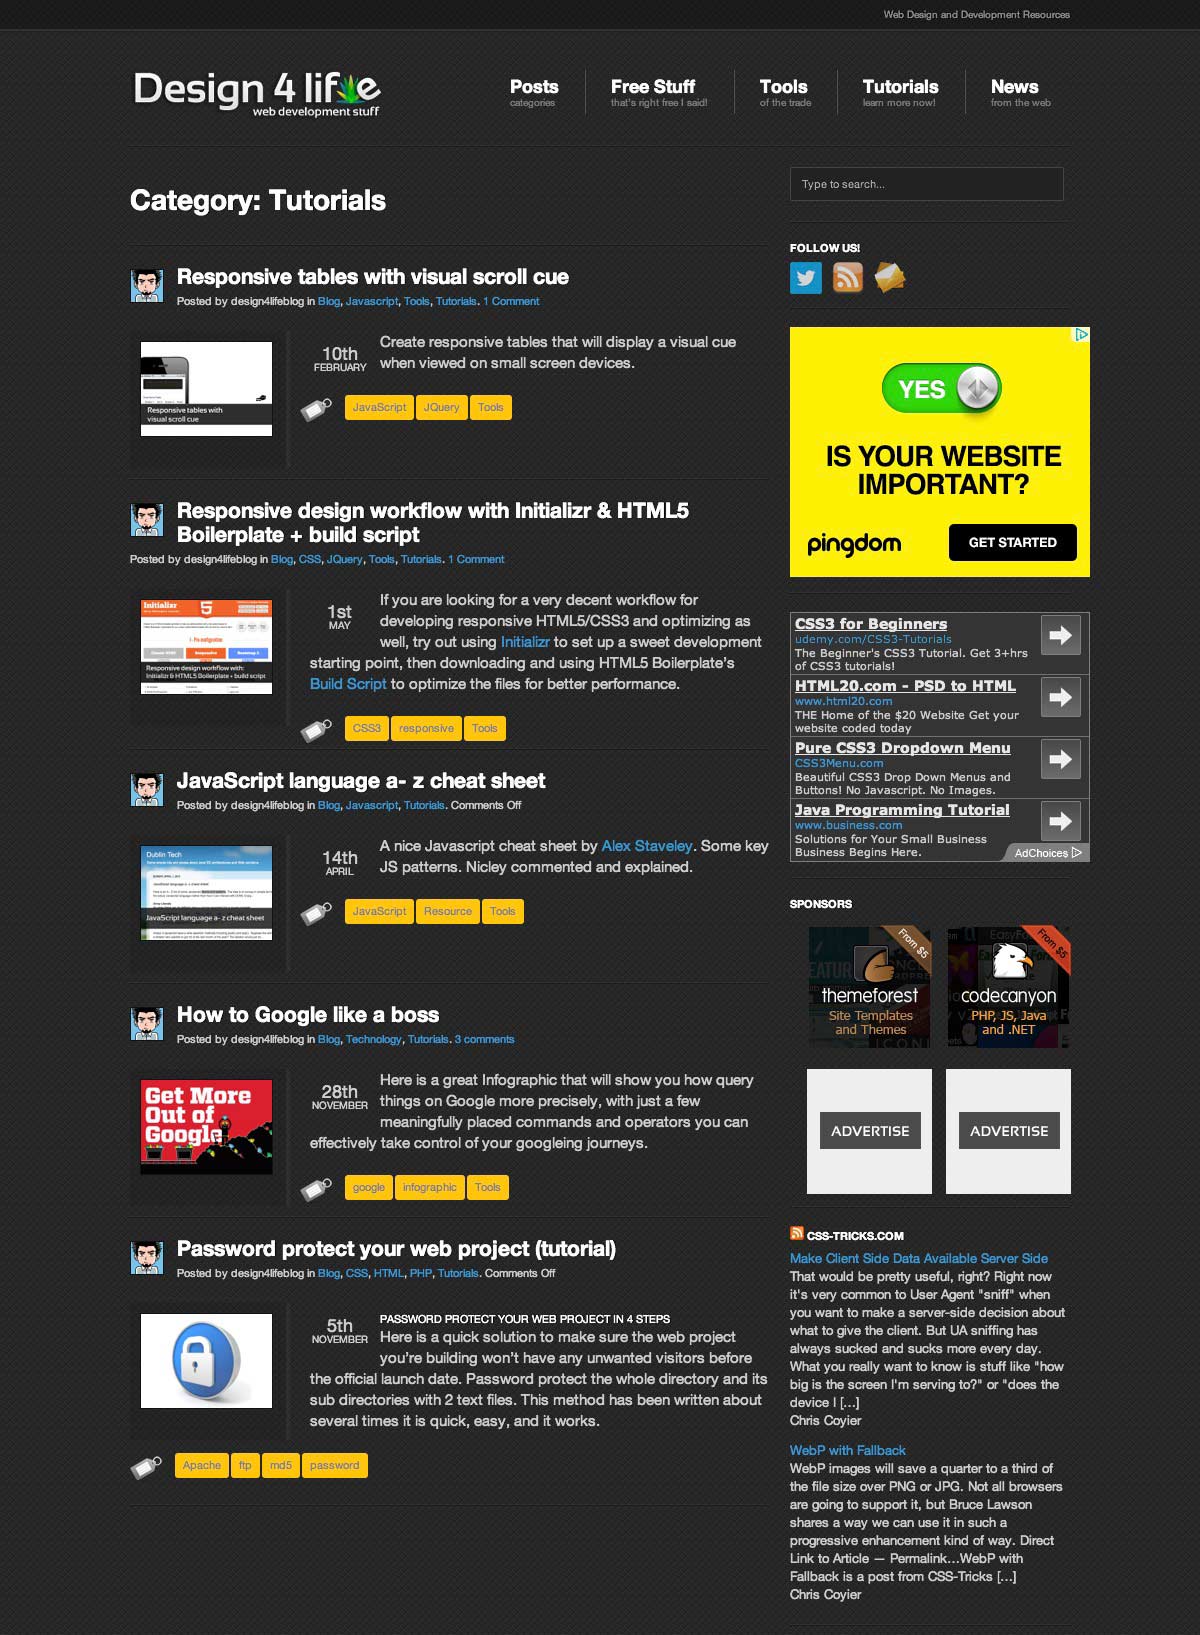 Web Design and Development Resources
Design 4 life
web development stuff
Posts
categories
Free Stuff
that's right free I said!
Tools
of the trade
Tutorials
learn more now!
News
from the web
Category: Tutorials
Responsive tables with visual scroll cue
Posted by design4lifeblog in Blog, Javascript, Tools, Tutorials. 1 Comment
Responsive tables with
visual scroll cue
10th
FEBRUARY
Create responsive tables that will display a visual cue
when viewed on small screen devices.
JavaScript JQuery Tools
Responsive design workflow with Initializr & HTML5
Boilerplate + build script
Posted by design4lifeblog in Blog, CSS, JQuery, Tools, Tutorials. 1 Comment
Initializr
Responsive design workflow with:
Initializr & HTML5 Boilerplate + build script
1st
MAY
If you are looking for a very decent workflow for
developing responsive HTML5/CSS3 and optimizing as
well, try out using Initializr to set up a sweet development
starting point, then downloading and using HTML5 Boilerplate's
Build Script to optimize the files for better performance.
CSS3 responsive Tools
JavaScript language a- z cheat sheet
Posted by design4lifeblog in Blog, Javascript, Tutorials. Comments Off
Dublin Tech
JavaScript language a- z cheat sheet
14th
APRIL
A nice Javascript cheat sheet by Alex Staveley. Some key
JS patterns. Nicley commented and explained.
JavaScript Resource Tools
How to Google like a boss
Posted by design4lifeblog in Blog, Technology, Tutorials. 3 comments
Get More
Out of
Google
28th
NOVEMBER
Here is a great Infographic that will show you how query
things on Google more precisely, with just a few
meaningfully placed commands and operators you can
effectively take control of your googleing journeys.
google infographic Tools
Password protect your web project (tutorial)
Posted by design4lifeblog in Blog, CSS, HTML, PHP, Tutorials. Comments Off
5th
NOVEMBER
PASSWORD PROTECT YOUR WEB PROJECT IN 4 STEPS
Here is a quick solution to make sure the web project
you're building won't have any unwanted visitors before
the official launch date. Password protect the whole directory and its
sub directories with 2 text files. This method has been written about
several times it is quick, easy, and it works.
Apache ftp md5 password
Type to search...
FOLLOW US!
YES
IS YOUR WEBSITE
IMPORTANT?
pingdom
GET STARTED
CSS3 for Beginners
udemy.com/CSS3-Tutorials
The Beginner's CSS3 Tutorial. Get 3+hrs
of CSS3 tutorials!
HTML20.com - PSD to HTML
www.html20.com
THE Home of the $20 Website Get your
website coded today
Pure CSS3 Dropdown Menu
CSS3Menu.com
Beautiful CSS3 Drop Down Menus and
Buttons! No Javascript. No Images.
Java Programming Tutorial
www.business.com
Solutions for Your Small Business
Business Begins Here.
AdChoices
SPONSORS
From $5
themeforest
Site Templates
and Themes
From $5
codecanyon
PHP, JS, Java
and .NET
ADVERTISE
ADVERTISE
CSS-TRICKS.COM
Make Client Side Data Available Server Side
That would be pretty useful, right? Right now
it's very common to User Agent "sniff" when
you want to make a server-side decision about
what to give the client. But UA sniffing has
always sucked and sucks more every day.
What you really want to know is stuff like "how
big is the screen I'm serving to?" or "does the
device I [...]
Chris Coyier
WebP with Fallback
WebP images will save a quarter to a third of
the file size over PNG or JPG. Not all browsers
are going to support it, but Bruce Lawson
shares a way we can use it in such a
progressive enhancement kind of way. Direct
Link to Article — Permalink...WebP with
Fallback is a post from CSS-Tricks [...]
Chris Coyier